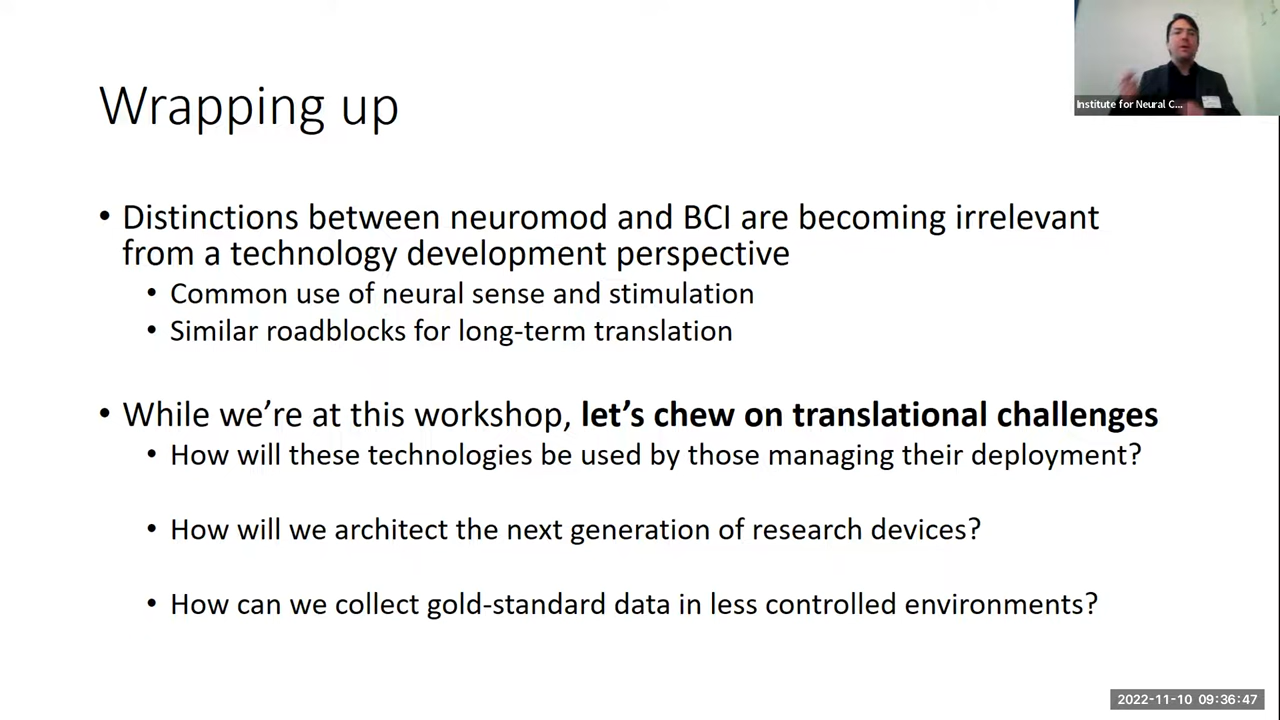 Institute for Neural C...
Wrapping up
• Distinctions between neuromod and BCI are becoming irrelevant
from a technology development perspective
• Common use of neural sense and stimulation
• Similar roadblocks for long-term translation
• While we’re at this workshop, let’s chew on translational challenges
• How will these technologies be used by those managing their deployment?
• How will we architect the next generation of research devices?
• How can we collect gold-standard data in less controlled environments?
2022-11-10 09:36:47